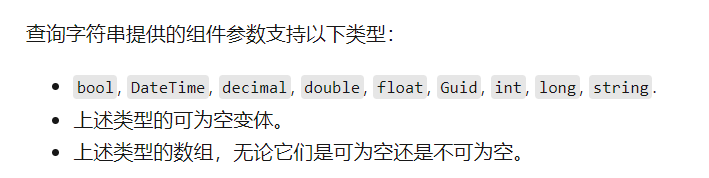 查询字符串提供的组件参数支持以下类型：
• bool, DateTime, decimal, double, float, Guid, int, long, string.
• 上述类型的可为空变体。
• 上述类型的数组，无论它们是可为空还是不可为空。